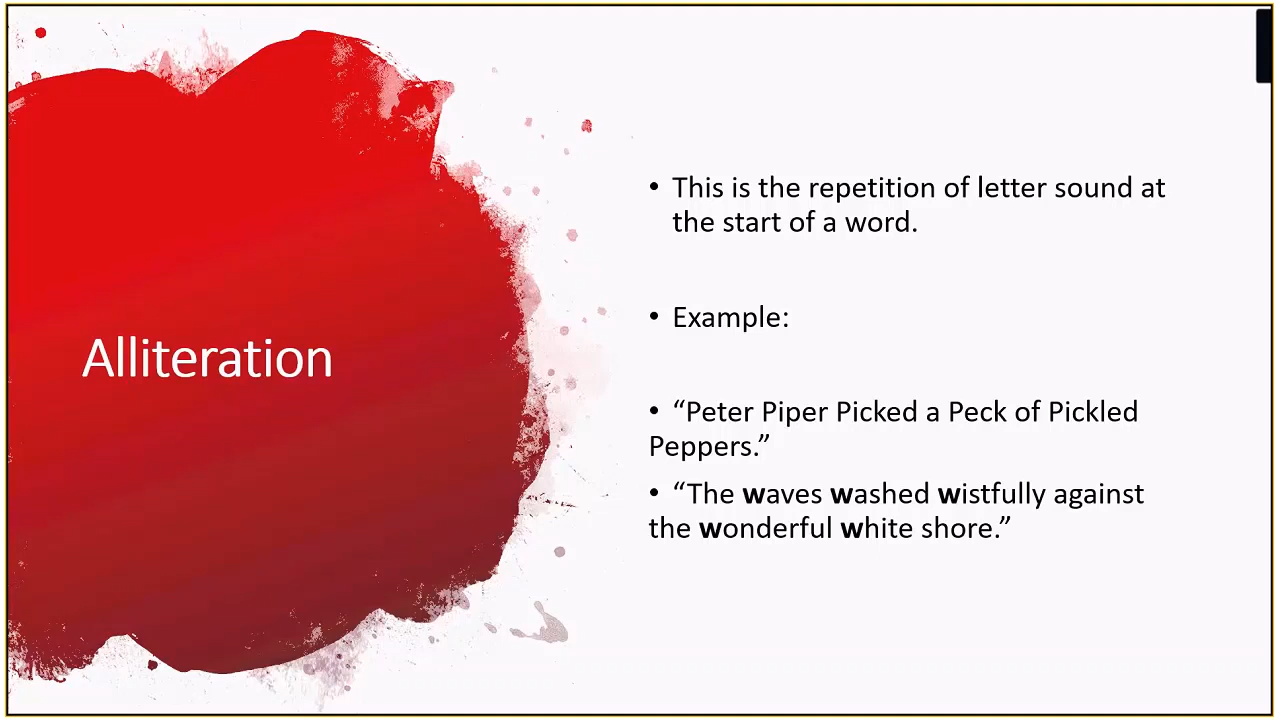 Alliteration
• This is the repetition of letter sound at
the start of a word.
• Example:
• “Peter Piper Picked a Peck of Pickled
Peppers.”
• “The waves washed wistfully against
the wonderful white shore.”